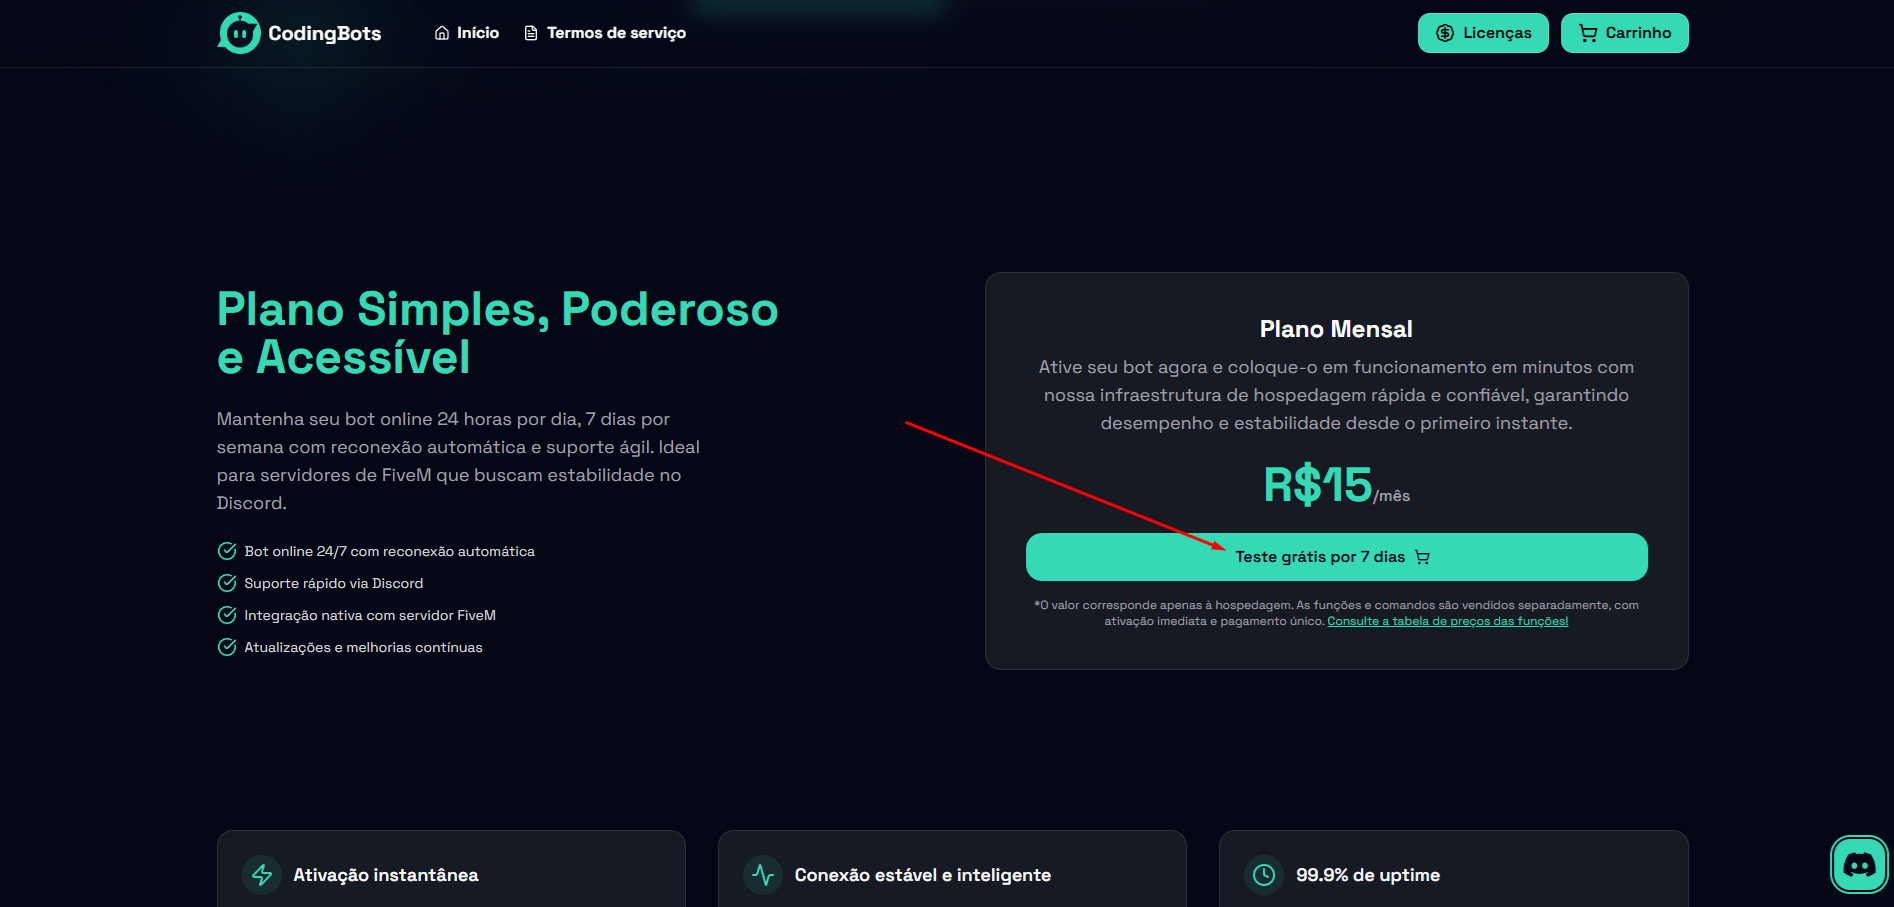 CodingBots
Início
Termos de serviço
Licenças
Carrinho
Plano Simples, Poderoso
e Acessível
Mantenha seu bot online 24 horas por dia, 7 dias por
semana com reconexão automática e suporte ágil. Ideal
para servidores de FiveM que buscam estabilidade no
Discord.
Bot online 24/7 com reconexão automática
Suporte rápido via Discord
Integração nativa com servidor FiveM
Atualizações e melhorias contínuas
Plano Mensal
Ative seu bot agora e coloque-o em funcionamento em minutos com
nossa infraestrutura de hospedagem rápida e confiável, garantindo
desempenho e estabilidade desde o primeiro instante.
R$15/mês
Teste grátis por 7 dias
*O valor corresponde apenas à hospedagem. As funções e comandos são vendidos separadamente, com
ativação imediata e pagamento único. Consulte a tabela de preços das funções!
Ativação instantânea
Conexão estável e inteligente
99.9% de uptime